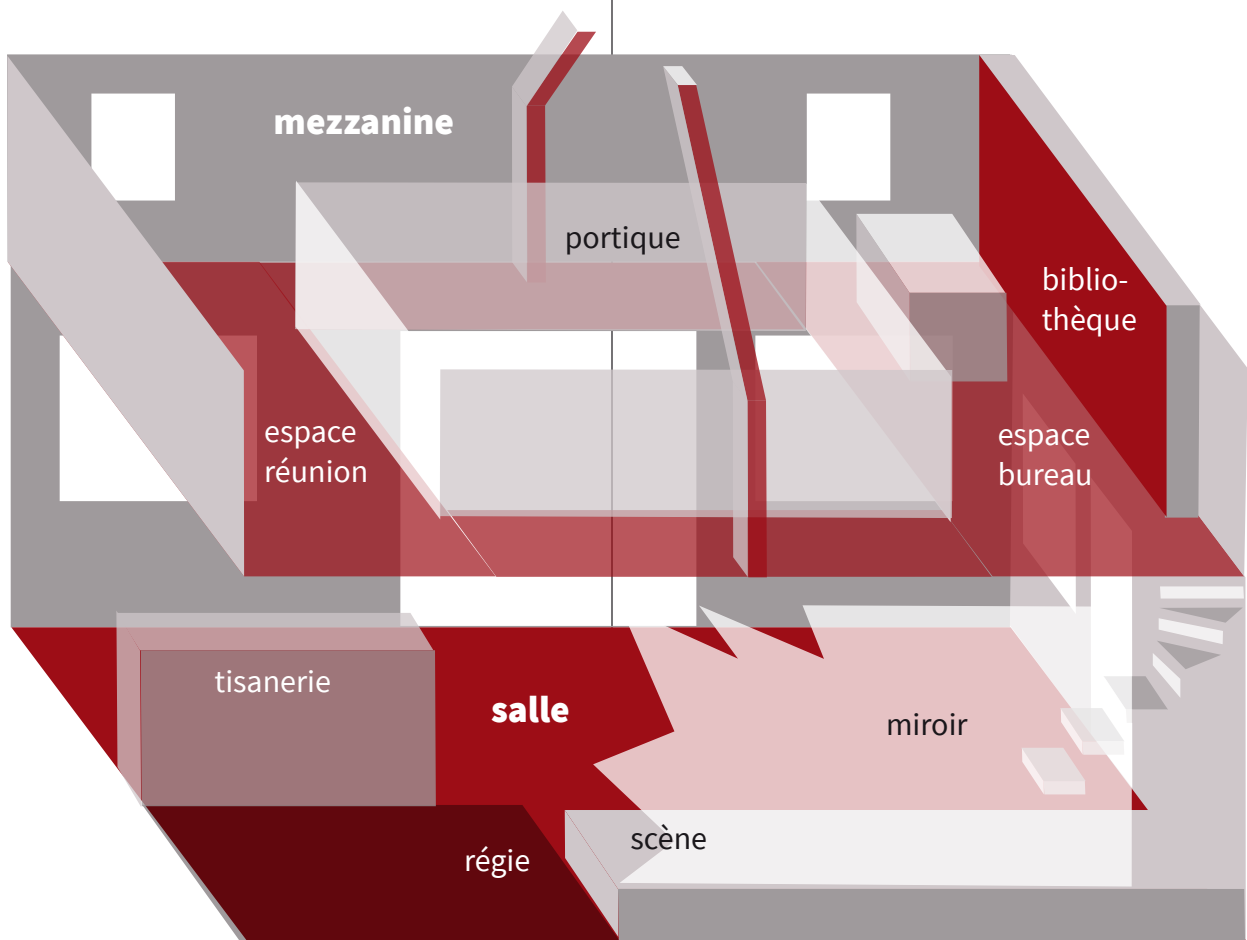 mezzanine
portique
biblio-
thèque
espace
réunion
espace
bureau
tisanerie
salle
miroir
scène
régie